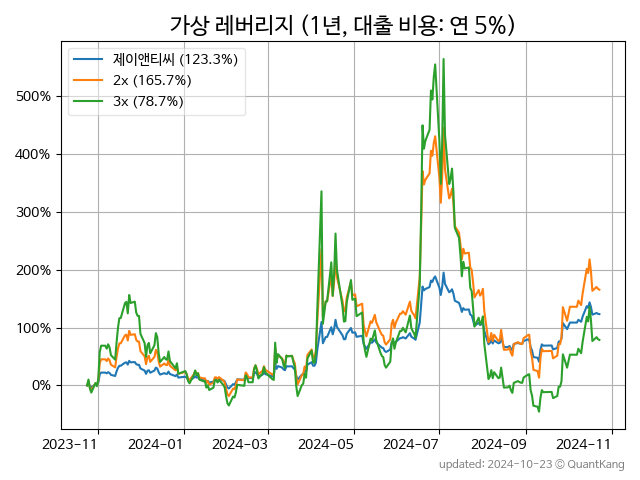 가상 레버리지 (1년, 대출 비용: 연 5%)
제이앤티씨 (123.3%)
2x (165.7%)
3x (78.7%)
500%
400%
300%
200%
100%
0%
2023-11 2024-01 2024-03 2024-05 2024-07 2024-09 2024-11
updated: 2024-10-23 © QuantKang